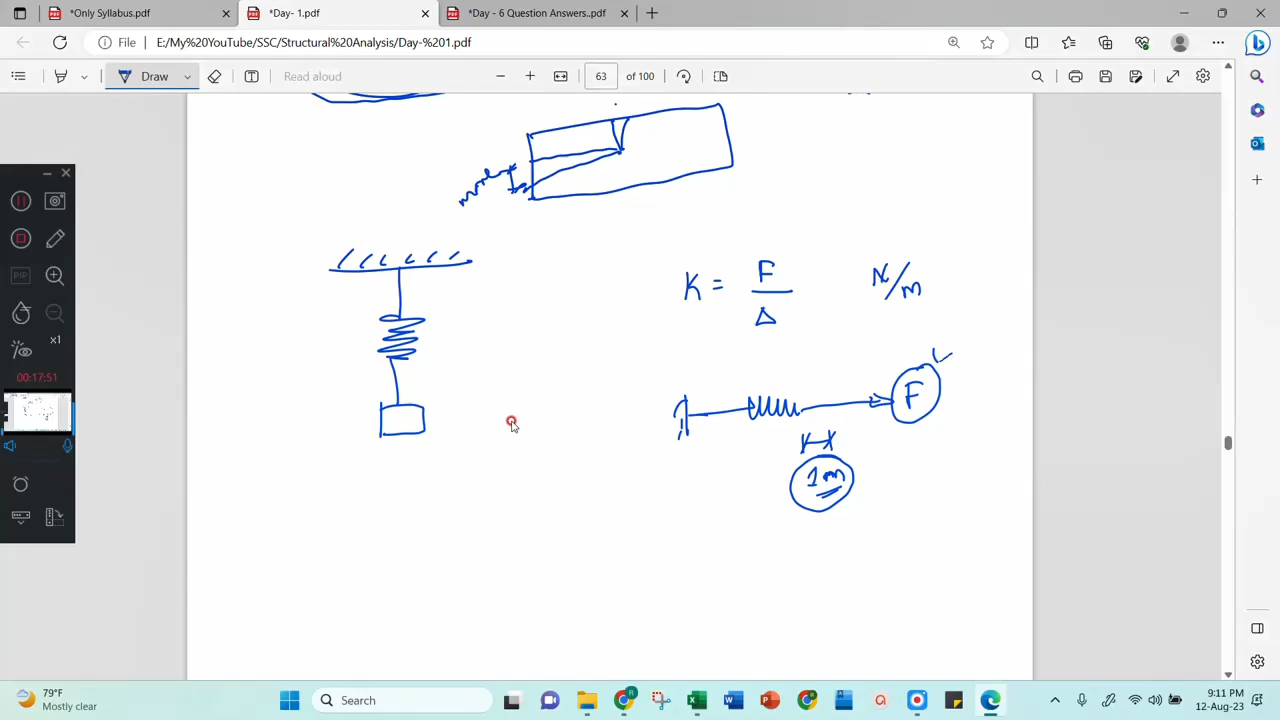 *Only Syllabus.pdf
*Day- 1.pdf
*Day - 6 Question Answers..pdf
File
E:/My%20YouTube/SSC/Structural%20Analysis/Day-%201.pdf
Draw
Read aloud
63 of 100
K = F/Δ N/m
F
1m
PIP
x1
00:17:51
79°F
Mostly clear
Search
9:11 PM
12-Aug-23